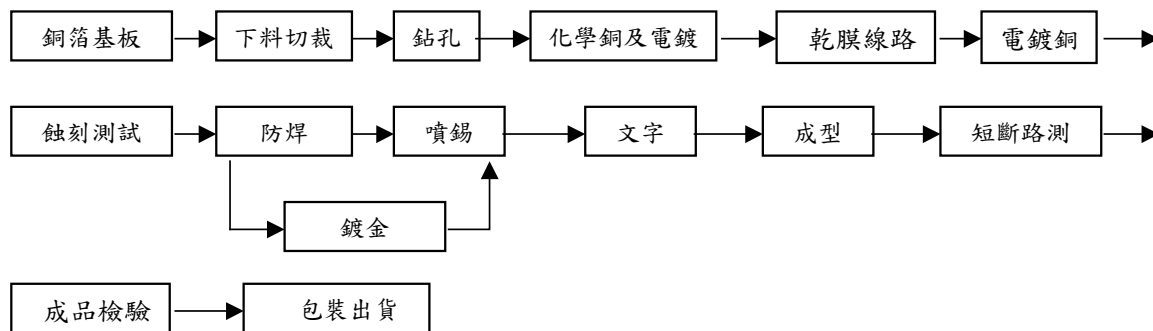 銅箔基板 下料切裁 鈷孔 化學銅及電鍍 乾膜線路 電鍍銅
蝕刻測試 防焊 噴錫 文字 成型 短斷路測
鍍金
成品檢驗 包裝出貨